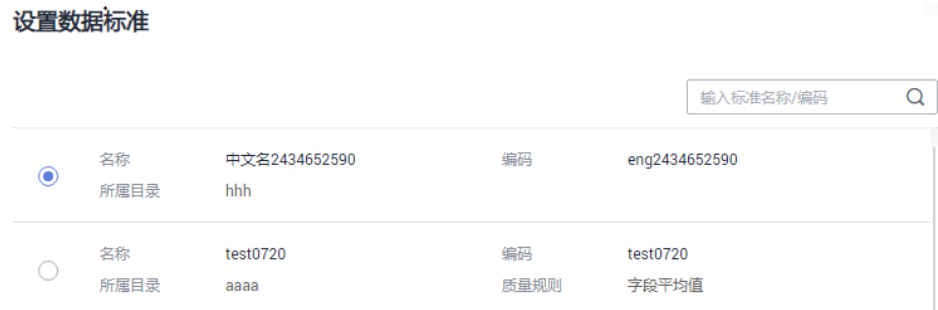 设置数据标准
输入标准名称/编码
名称 中文名2434652590 编码 eng2434652590
所属目录 hhh
名称 test0720 编码 test0720
所属目录 aaaa 质量规则 字段平均值